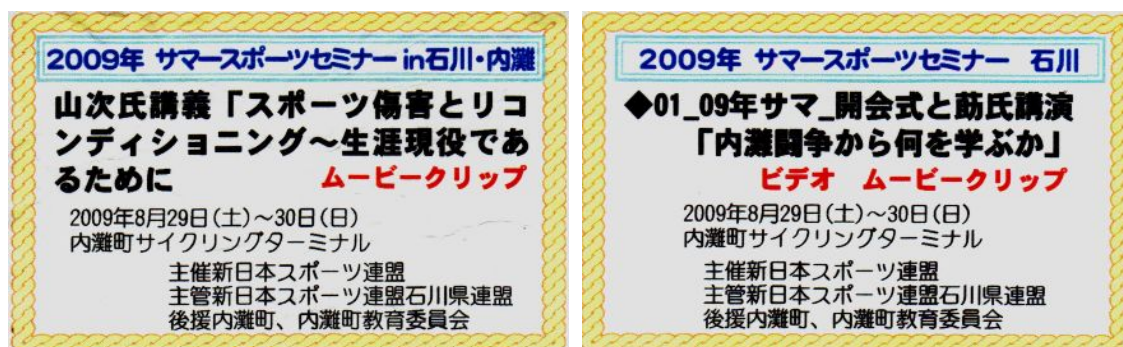 2009年 サマースポーツセミナー in石川・内灘
山次氏講義「スポーツ傷害とリコ
ンディショニング～生涯現役であ
るために
ムービークリップ
2009年8月29日(土)～30日(日)
内灘町サイクリングターミナル
主催新日本スポーツ連盟
主管新日本スポーツ連盟石川県連盟
後援内灘町、内灘町教育委員会
2009年 サマースポーツセミナー 石川
◆01_09年サマ_開会式と莇氏講演
「内灘闘争から何を学ぶか」
ビデオ ムービークリップ
2009年8月29日(土)～30日(日)
内灘町サイクリングターミナル
主催新日本スポーツ連盟
主管新日本スポーツ連盟石川県連盟
後援内灘町、内灘町教育委員会